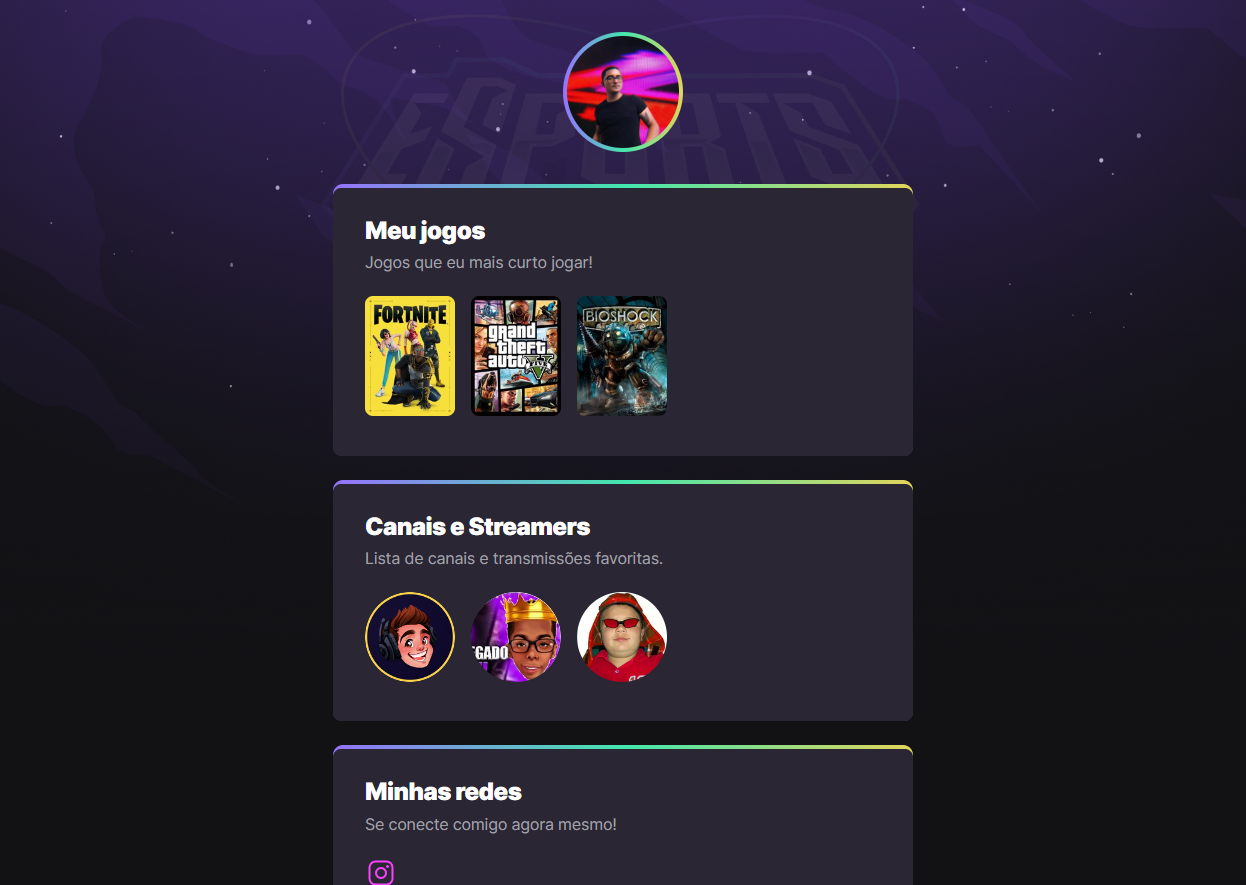 ESPORTS
Meu jogos
Jogos que eu mais curto jogar!
FORTNITE
grand
theft
auto
V
BIOSHOCK
Canais e Streamers
Lista de canais e transmissões favoritas.
GADO
Minhas redes
Se conecte comigo agora mesmo!